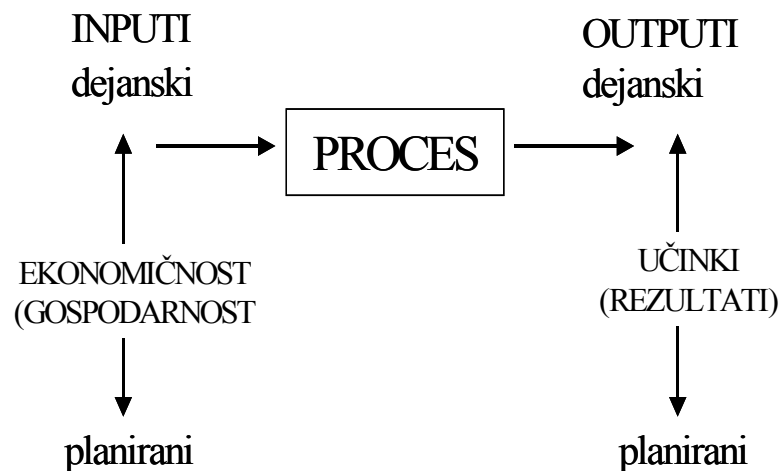 INPUTI
dejanski
OUTPUTI
dejanski
PROCES
EKONOMIČNOST
(GOSPODARNOST
UČINKI
(REZULTATI)
planirani
planirani